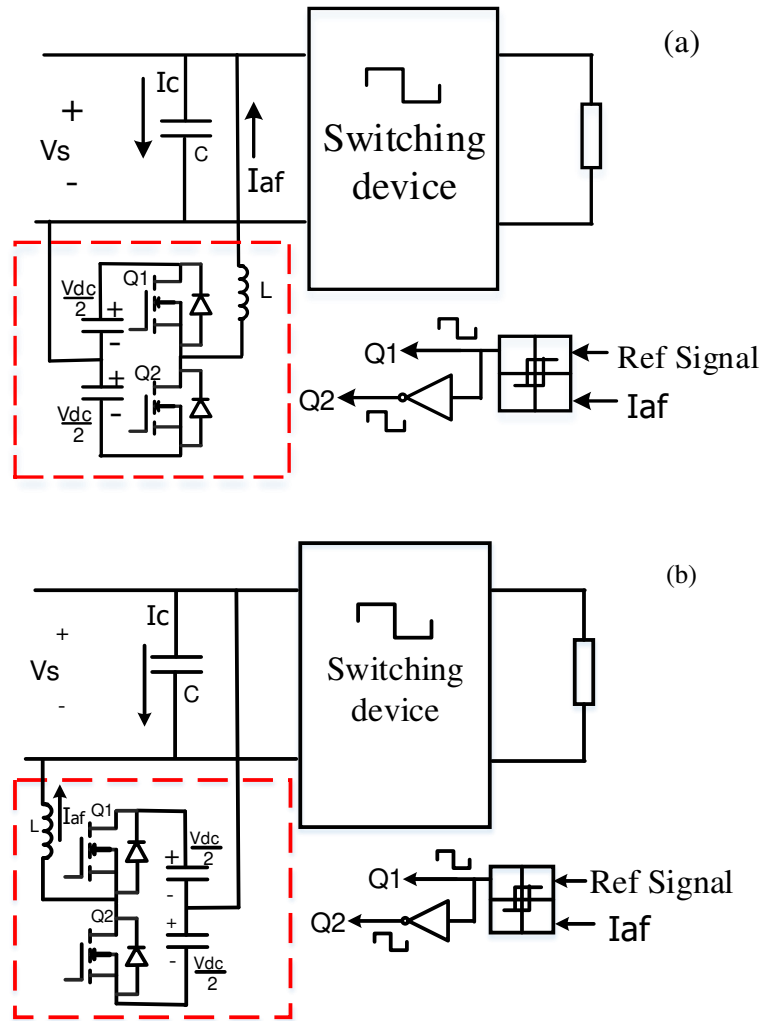 (a)
Ic
+
Vs
-
C
Iaf
Switching
device
Q1
Vdc
2
+
-
L
Q2
+
Vdc
2
-
Q1
Ref Signal
Q2
Iaf
(b)
Ic
+
Vs
-
C
Switching
device
L
Iaf
Q1
+
Vdc
2
-
Q2
+
-
Vdc
2
Q1
Ref Signal
Q2
Iaf